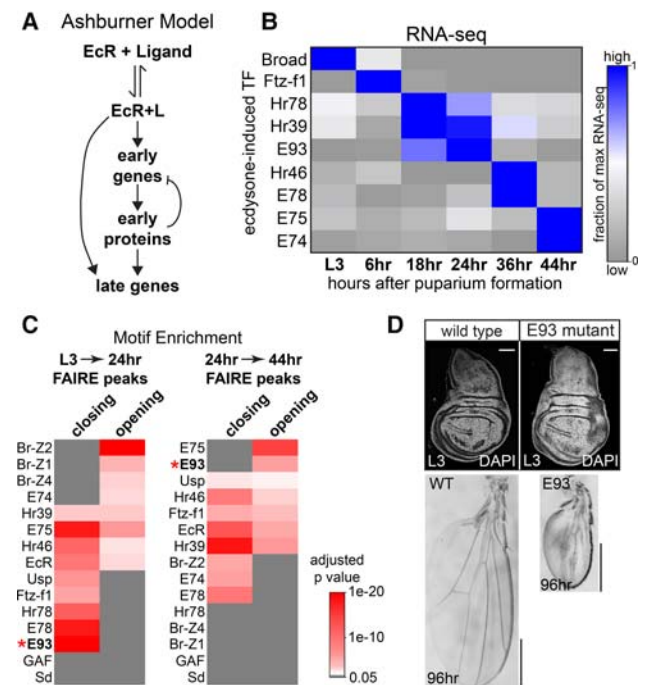 A Ashburner Model
EcR + Ligand
EcR+L
early
genes
early
proteins
late genes
B RNA-seq
ecdysone-induced TF
Broad
Ftz-f1
Hr78
Hr39
E93
Hr46
E78
E75
E74
L3 6hr 18hr 24hr 36hr 44hr
hours after puparium formation
high
1
fraction of max RNA-seq
0
low
C Motif Enrichment
L3 → 24hr
FAIRE peaks
closing opening
Br-Z2
Br-Z1
Br-Z4
E74
Hr39
E75
Hr46
EcR
Usp
Ftz-f1
Hr78
E78
*E93
GAF
Sd
24hr → 44hr
FAIRE peaks
closing opening
E75
*E93
Usp
Hr46
Ftz-f1
EcR
Hr39
Br-Z2
E74
E78
Hr78
Br-Z4
Br-Z1
GAF
Sd
adjusted
p value
1e-20
1e-10
0.05
D
wild type E93 mutant
L3 DAPI L3 DAPI
WT E93
96hr
96hr